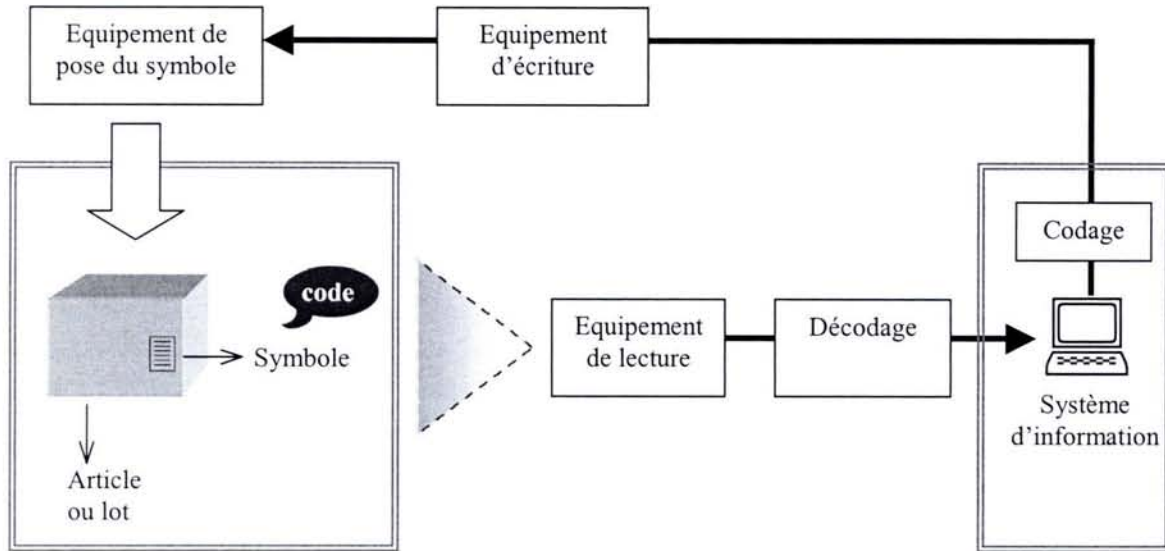 Equipement de
pose du symbole
Equipement
d'écriture
Codage
code
Symbole
Equipement
de lecture
Décodage
Système
d'information
Article
ou lot